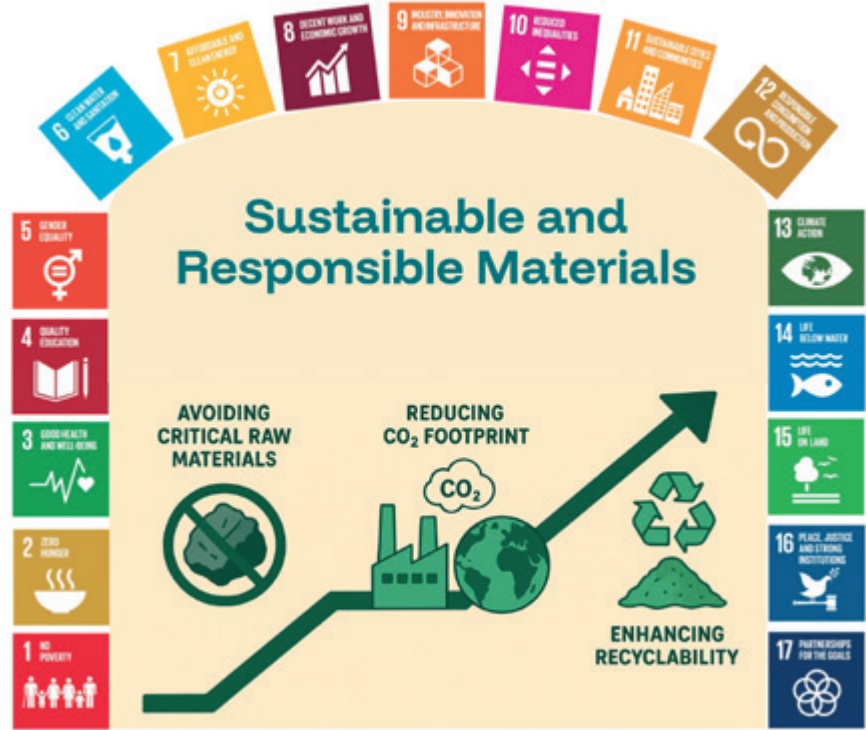 Sustainable and
Responsible Materials
AVOIDING
CRITICAL RAW
MATERIALS
REDUCING
CO₂ FOOTPRINT
CO₂
ENHANCING
RECYCLABILITY
1 NO
POVERTY
2 ZERO
HUNGER
3 GOOD HEALTH
AND WELL-BEING
4 QUALITY
EDUCATION
5 GENDER
EQUALITY
6 CLEAN WATER
AND SANITATION
7 AFFORDABLE AND
CLEAN ENERGY
8 DECENT WORK AND
ECONOMIC GROWTH
9 INDUSTRY, INNOVATION
AND INFRASTRUCTURE
10 REDUCED
INEQUALITIES
11 SUSTAINABLE CITIES
AND COMMUNITIES
12 RESPONSIBLE
CONSUMPTION
AND PRODUCTION
13 CLIMATE
ACTION
14 LIFE
BELOW WATER
15 LIFE
ON LAND
16 PEACE, JUSTICE
AND STRONG
INSTITUTIONS
17 PARTNERSHIPS
FOR THE GOALS